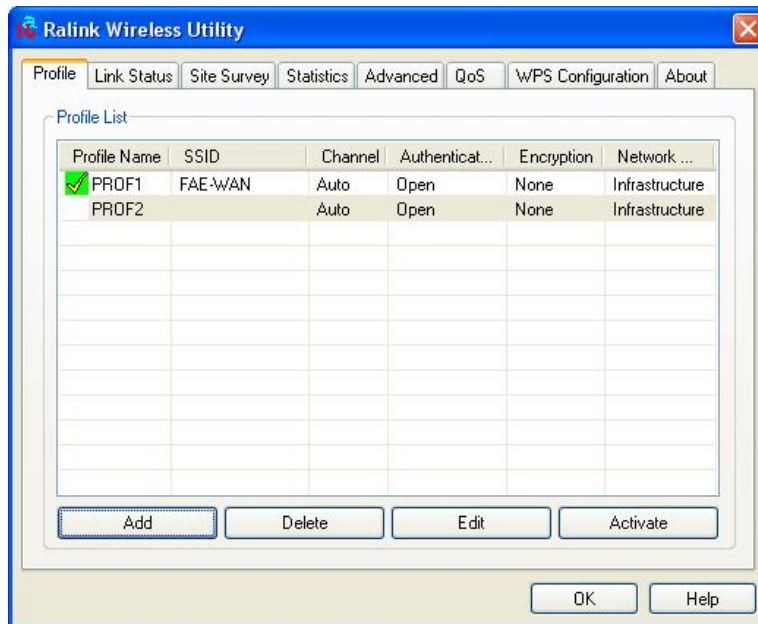 Ralink Wireless Utility
Profile Link Status Site Survey Statistics Advanced QoS WPS Configuration About
Profile List
Profile Name SSID Channel Authenticat... Encryption Network ...
PROF1 FAE-WAN Auto Open None Infrastructure
PROF2 Auto Open None Infrastructure
Add Delete Edit Activate
OK Help